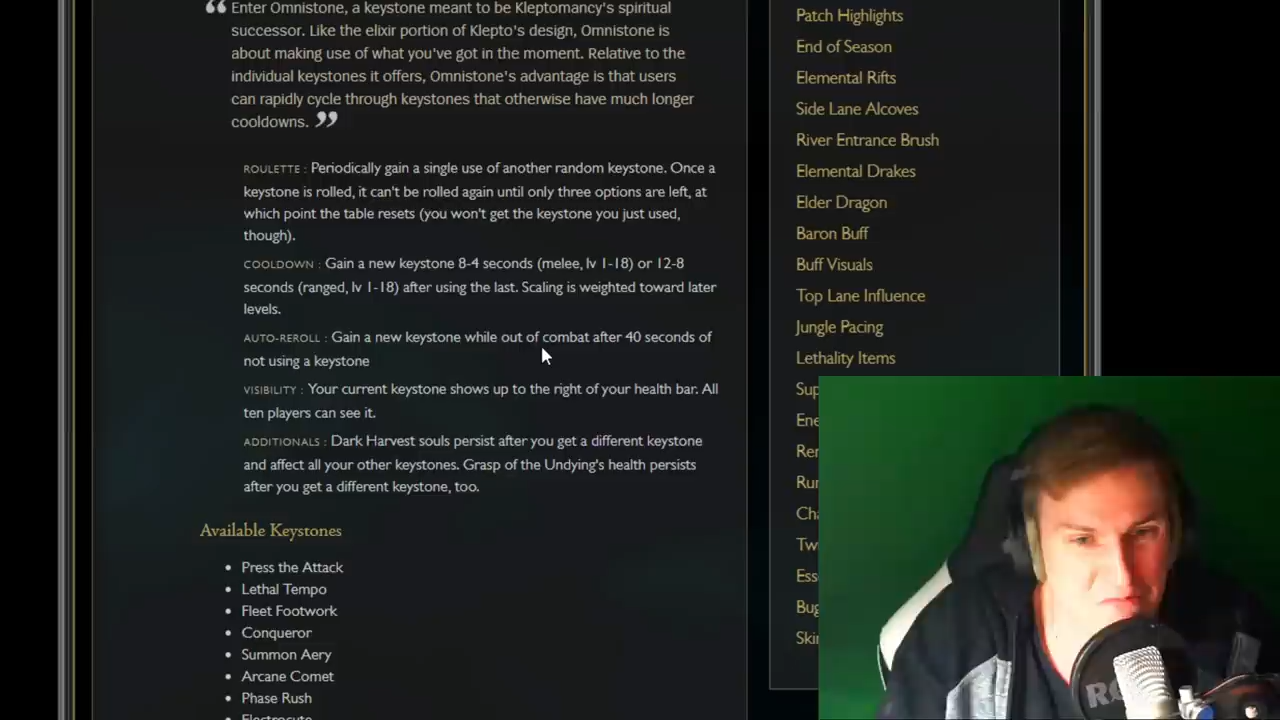 “ Enter Omnistone, a keystone meant to be Kleptomancy's spiritual
successor. Like the elixir portion of Klepto's design, Omnistone is
about making use of what you've got in the moment. Relative to the
individual keystones it offers, Omnistone's advantage is that users
can rapidly cycle through keystones that otherwise have much longer
cooldowns. ”
ROULETTE : Periodically gain a single use of another random keystone. Once a
keystone is rolled, it can't be rolled again until only three options are left, at
which point the table resets (you won't get the keystone you just used,
though).
COOLDOWN : Gain a new keystone 8-4 seconds (melee, lv 1-18) or 12-8
seconds (ranged, lv 1-18) after using the last. Scaling is weighted toward later
levels.
AUTO-REROLL : Gain a new keystone while out of combat after 40 seconds of
not using a keystone
VISIBILITY : Your current keystone shows up to the right of your health bar. All
ten players can see it.
ADDITIONALS : Dark Harvest souls persist after you get a different keystone
and affect all your other keystones. Grasp of the Undying's health persists
after you get a different keystone, too.
Available Keystones
• Press the Attack
• Lethal Tempo
• Fleet Footwork
• Conqueror
• Summon Aery
• Arcane Comet
• Phase Rush
• Electrocute
Patch Highlights
End of Season
Elemental Rifts
Side Lane Alcoves
River Entrance Brush
Elemental Drakes
Elder Dragon
Baron Buff
Buff Visuals
Top Lane Influence
Jungle Pacing
Lethality Items
Sup
Ene
Ren
Run
Cha
Tw
Ess
Bug
Skin